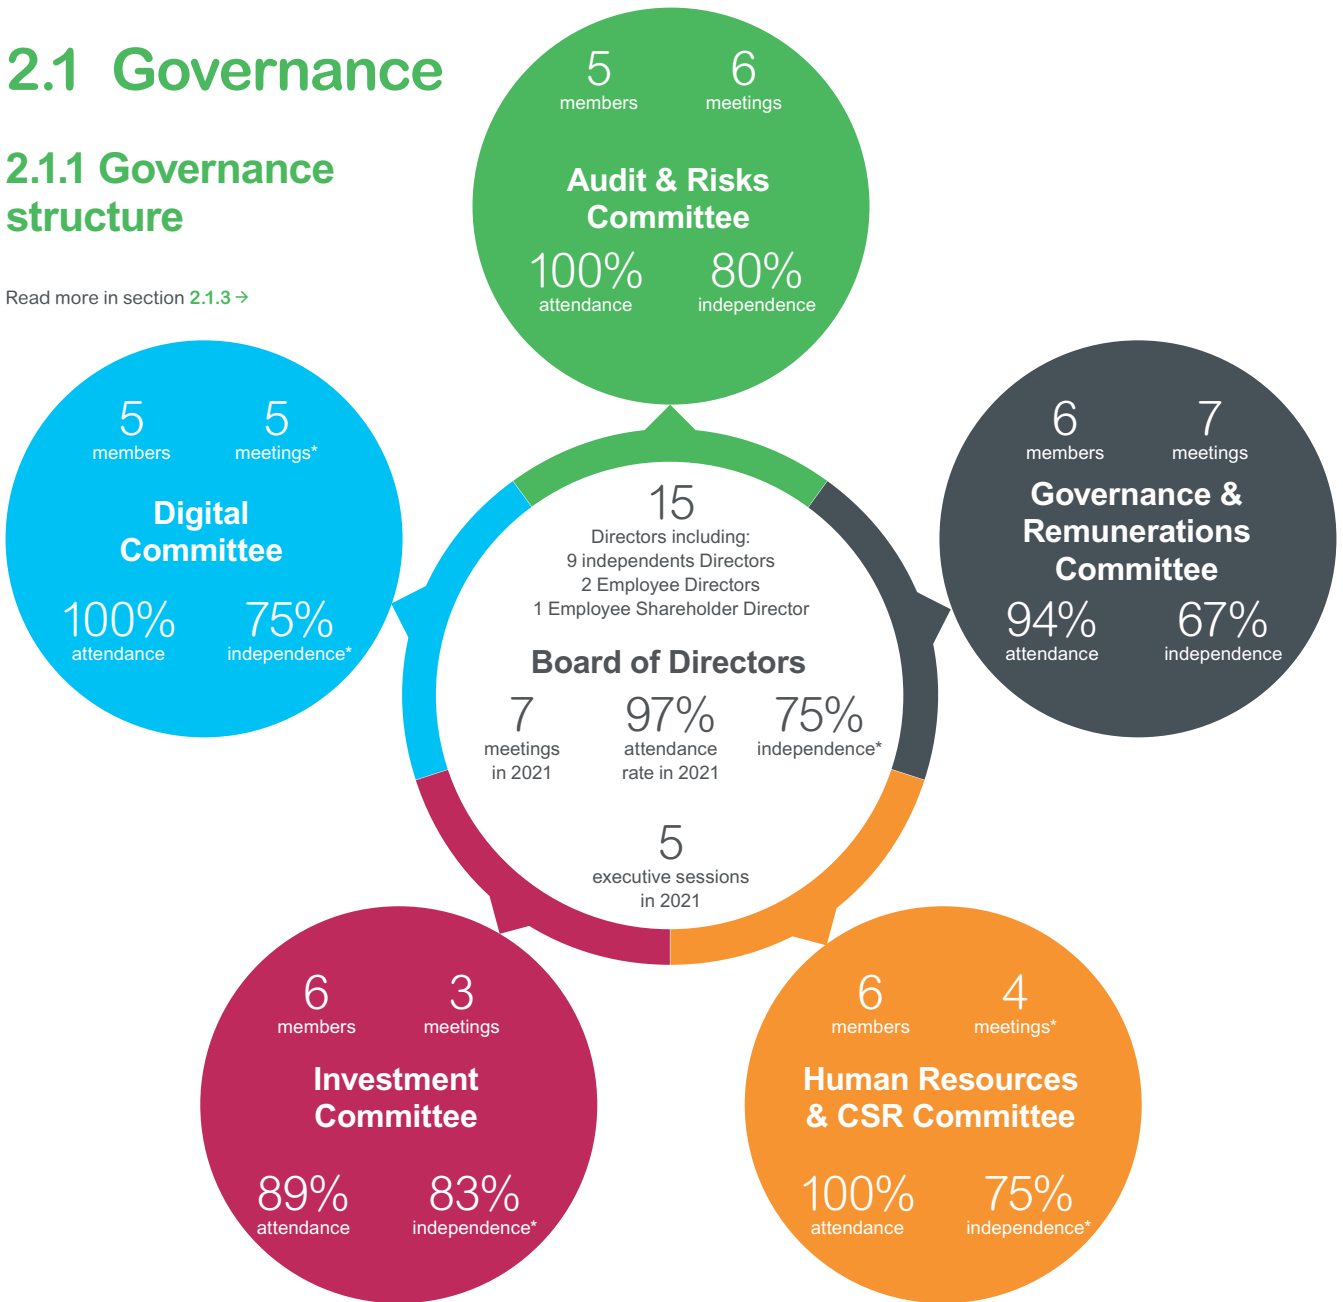 2.1 Governance
2.1.1 Governance
structure
Read more in section 2.1.3 →
5 6
members meetings
Audit & Risks
Committee
100% 80%
attendance independence
5 5
members meetings*
Digital
Committee
100% 75%
attendance independence*
6 7
members meetings
Governance &
Remunerations
Committee
94% 67%
attendance independence
15
Directors including:
9 independents Directors
2 Employee Directors
1 Employee Shareholder Director
Board of Directors
7 97% 75%
meetings attendance independence*
in 2021 rate in 2021
5
executive sessions
in 2021
6 3
members meetings
Investment
Committee
89% 83%
attendance independence*
6 4
members meetings*
Human Resources
& CSR Committee
100% 75%
attendance independence*